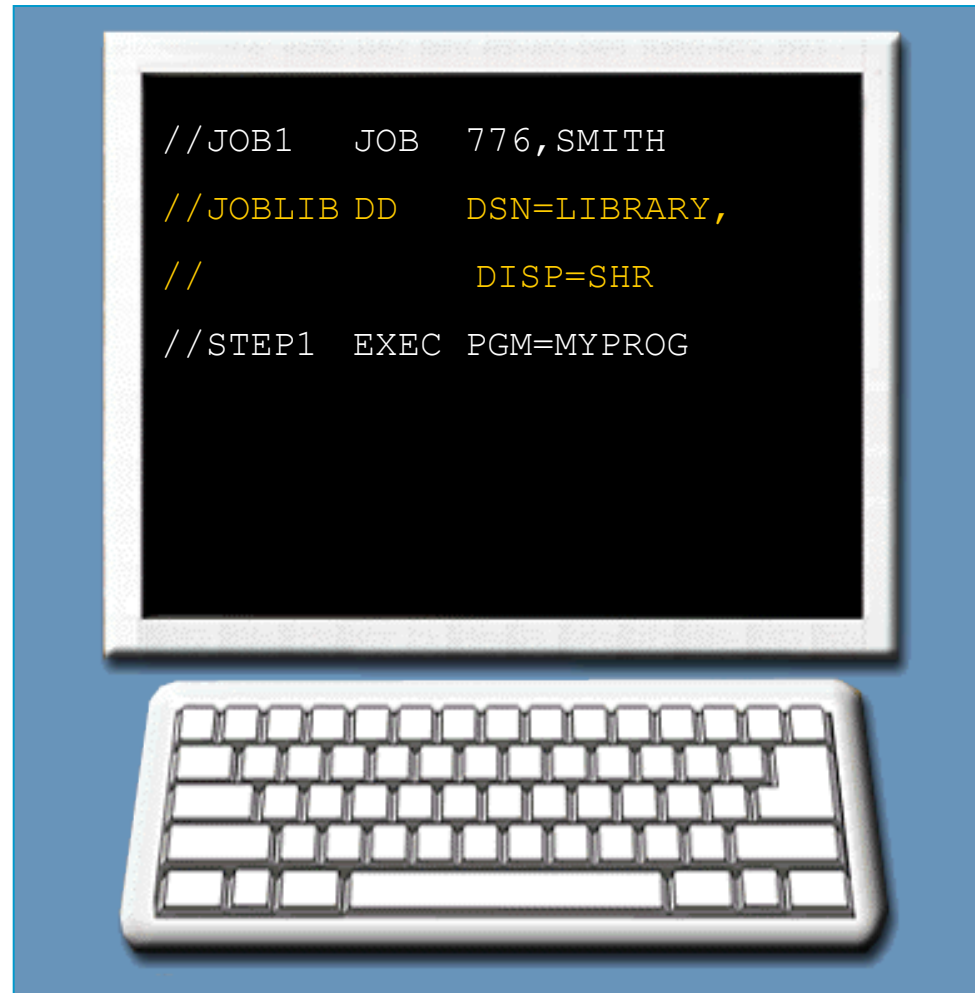 //JOB1 JOB 776,SMITH
//JOBLIB DD DSN=LIBRARY,
// DISP=SHR
//STEP1 EXEC PGM=MYPROG